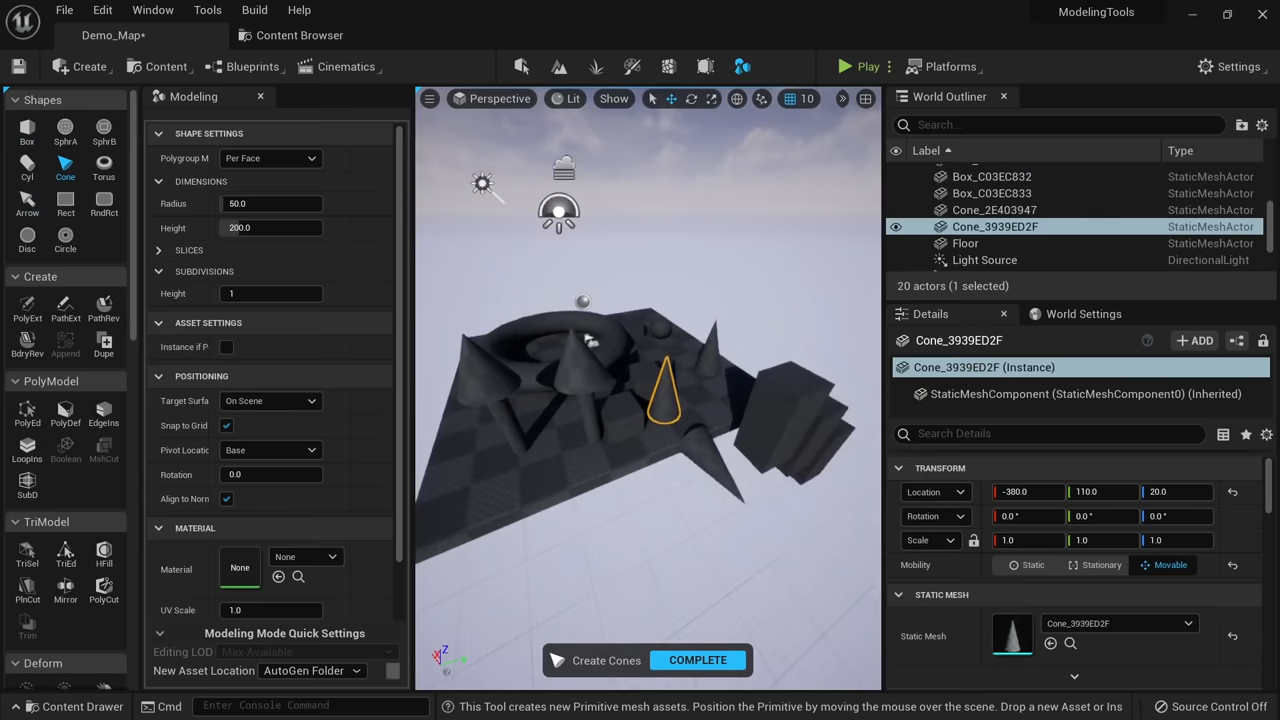 File Edit Window Tools Build Help
ModelingTools
Demo_Map*
Content Browser
Create
Content
Blueprints
Cinematics
Play
Platforms
Settings
Shapes
Box SphrA SphrB
Cyl Cone Torus
Arrow Rect RndRct
Disc Circle
Create
PolyExt PathExt PathRev
BdryRev Append Dupe
PolyModel
PolyEd PolyDef EdgeIns
LoopIns Boolean MshCut
SubD
TriModel
TriSel TriEd HFill
PlnCut Mirror PolyCut
Trim
Deform
Modeling
SHAPE SETTINGS
Polygroup M Per Face
DIMENSIONS
Radius 50.0
Height 200.0
SLICES
SUBDIVISIONS
Height 1
ASSET SETTINGS
Instance if P
POSITIONING
Target Surfa On Scene
Snap to Grid
Pivot Locatic Base
Rotation 0.0
Align to Norn
MATERIAL
Material None None
UV Scale 1.0
Modeling Mode Quick Settings
Editing LOD Max Available
New Asset Location AutoGen Folder
Perspective Lit Show 10
Z
Create Cones COMPLETE
World Outliner
Search...
Label Type
Box_C03EC832 StaticMeshActor
Box_C03EC833 StaticMeshActor
Cone_2E403947 StaticMeshActor
Cone_3939ED2F StaticMeshActor
Floor StaticMeshActor
Light Source DirectionalLight
20 actors (1 selected)
Details
World Settings
Cone_3939ED2F
+ ADD
Cone_3939ED2F (Instance)
StaticMeshComponent (StaticMeshComponent0) (Inherited)
Search Details
TRANSFORM
Location -380.0 110.0 20.0
Rotation 0.0 ° 0.0 ° 0.0 °
Scale 1.0 1.0 1.0
Mobility Static Stationary Movable
STATIC MESH
Static Mesh Cone_3939ED2F
Content Drawer
Cmd
Enter Console Command
This Tool creates new Primitive mesh assets. Position the Primitive by moving the mouse over the scene. Drop a new Asset or Ins
Source Control Off